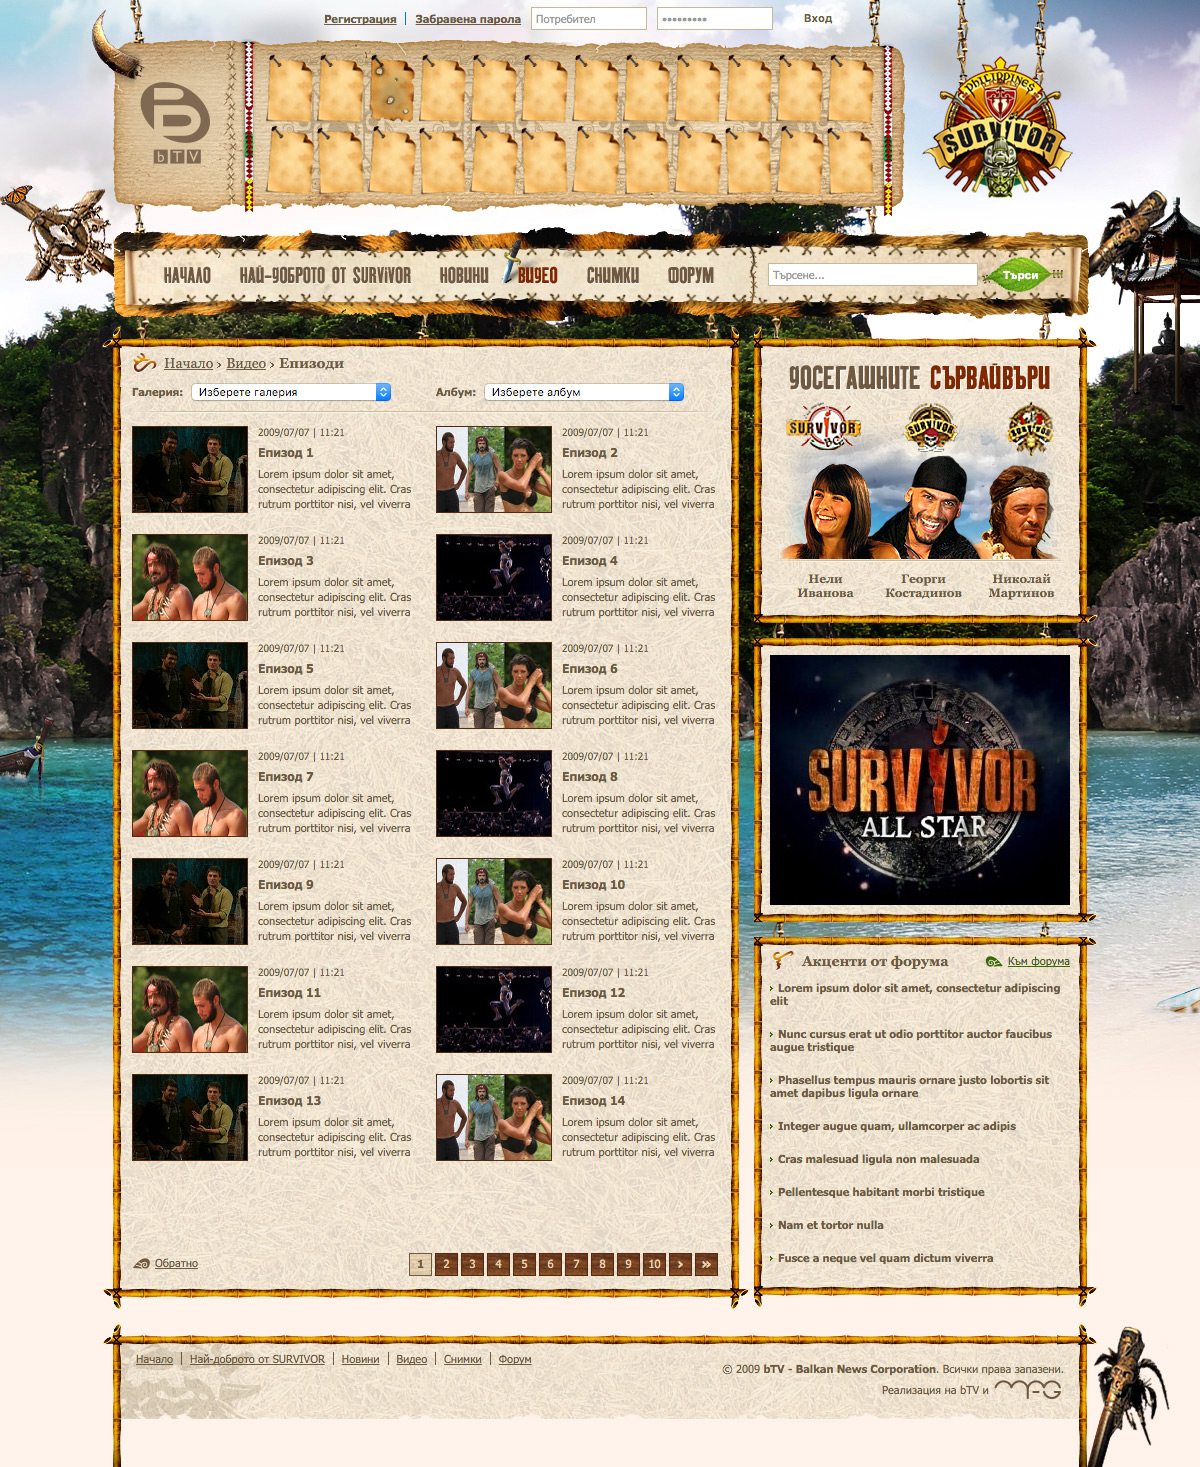 Регистрация | Забравена парола Потребител ••••••••• Вход
bTV
PHILIPPINES
SURVIVOR
НАЧАЛО НАЙ-ДОБРОТО ОТ SURVIVOR НОВИНИ ВИДЕО СНИМКИ ФОРУМ Търсене... Търси
Начало › Видео › Епизоди
Галерия: Изберете галерия Албум: Изберете албум
2009/07/07 | 11:21
Епизод 1
Lorem ipsum dolor sit amet,
consectetur adipiscing elit. Cras
rutrum porttitor nisi, vel viverra
2009/07/07 | 11:21
Епизод 2
Lorem ipsum dolor sit amet,
consectetur adipiscing elit. Cras
rutrum porttitor nisi, vel viverra
2009/07/07 | 11:21
Епизод 3
Lorem ipsum dolor sit amet,
consectetur adipiscing elit. Cras
rutrum porttitor nisi, vel viverra
2009/07/07 | 11:21
Епизод 4
Lorem ipsum dolor sit amet,
consectetur adipiscing elit. Cras
rutrum porttitor nisi, vel viverra
2009/07/07 | 11:21
Епизод 5
Lorem ipsum dolor sit amet,
consectetur adipiscing elit. Cras
rutrum porttitor nisi, vel viverra
2009/07/07 | 11:21
Епизод 6
Lorem ipsum dolor sit amet,
consectetur adipiscing elit. Cras
rutrum porttitor nisi, vel viverra
2009/07/07 | 11:21
Епизод 7
Lorem ipsum dolor sit amet,
consectetur adipiscing elit. Cras
rutrum porttitor nisi, vel viverra
2009/07/07 | 11:21
Епизод 8
Lorem ipsum dolor sit amet,
consectetur adipiscing elit. Cras
rutrum porttitor nisi, vel viverra
2009/07/07 | 11:21
Епизод 9
Lorem ipsum dolor sit amet,
consectetur adipiscing elit. Cras
rutrum porttitor nisi, vel viverra
2009/07/07 | 11:21
Епизод 10
Lorem ipsum dolor sit amet,
consectetur adipiscing elit. Cras
rutrum porttitor nisi, vel viverra
2009/07/07 | 11:21
Епизод 11
Lorem ipsum dolor sit amet,
consectetur adipiscing elit. Cras
rutrum porttitor nisi, vel viverra
2009/07/07 | 11:21
Епизод 12
Lorem ipsum dolor sit amet,
consectetur adipiscing elit. Cras
rutrum porttitor nisi, vel viverra
2009/07/07 | 11:21
Епизод 13
Lorem ipsum dolor sit amet,
consectetur adipiscing elit. Cras
rutrum porttitor nisi, vel viverra
2009/07/07 | 11:21
Епизод 14
Lorem ipsum dolor sit amet,
consectetur adipiscing elit. Cras
rutrum porttitor nisi, vel viverra
Обратно 1 2 3 4 5 6 7 8 9 10 › »
ДОСЕГАШНИТЕ СЪРВАЙВЪРИ
SURVIVOR BG SURVIVOR SURVIVOR
Нели Иванова
Георги Костадинов
Николай Мартинов
SURVIVOR
ALL STAR
Акценти от форума Към форума
› Lorem ipsum dolor sit amet, consectetur adipiscing
elit
› Nunc cursus erat ut odio porttitor auctor faucibus
augue tristique
› Phasellus tempus mauris ornare justo lobortis sit
amet dapibus ligula ornare
› Integer augue quam, ullamcorper ac adipis
› Cras malesuad ligula non malesuada
› Pellentesque habitant morbi tristique
› Nam et tortor nulla
› Fusce a neque vel quam dictum viverra
Начало | Най-доброто от SURVIVOR | Новини | Видео | Снимки | Форум
© 2009 bTV - Balkan News Corporation. Всички права запазени.
Реализация на bTV и MFG